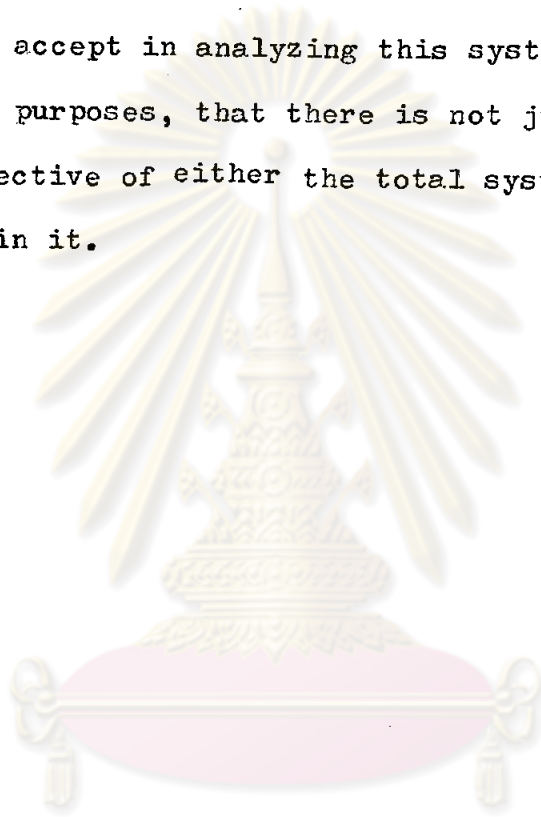 accept in analyzing this syst
purposes, that there is not j
ective of either the total sys
in it.